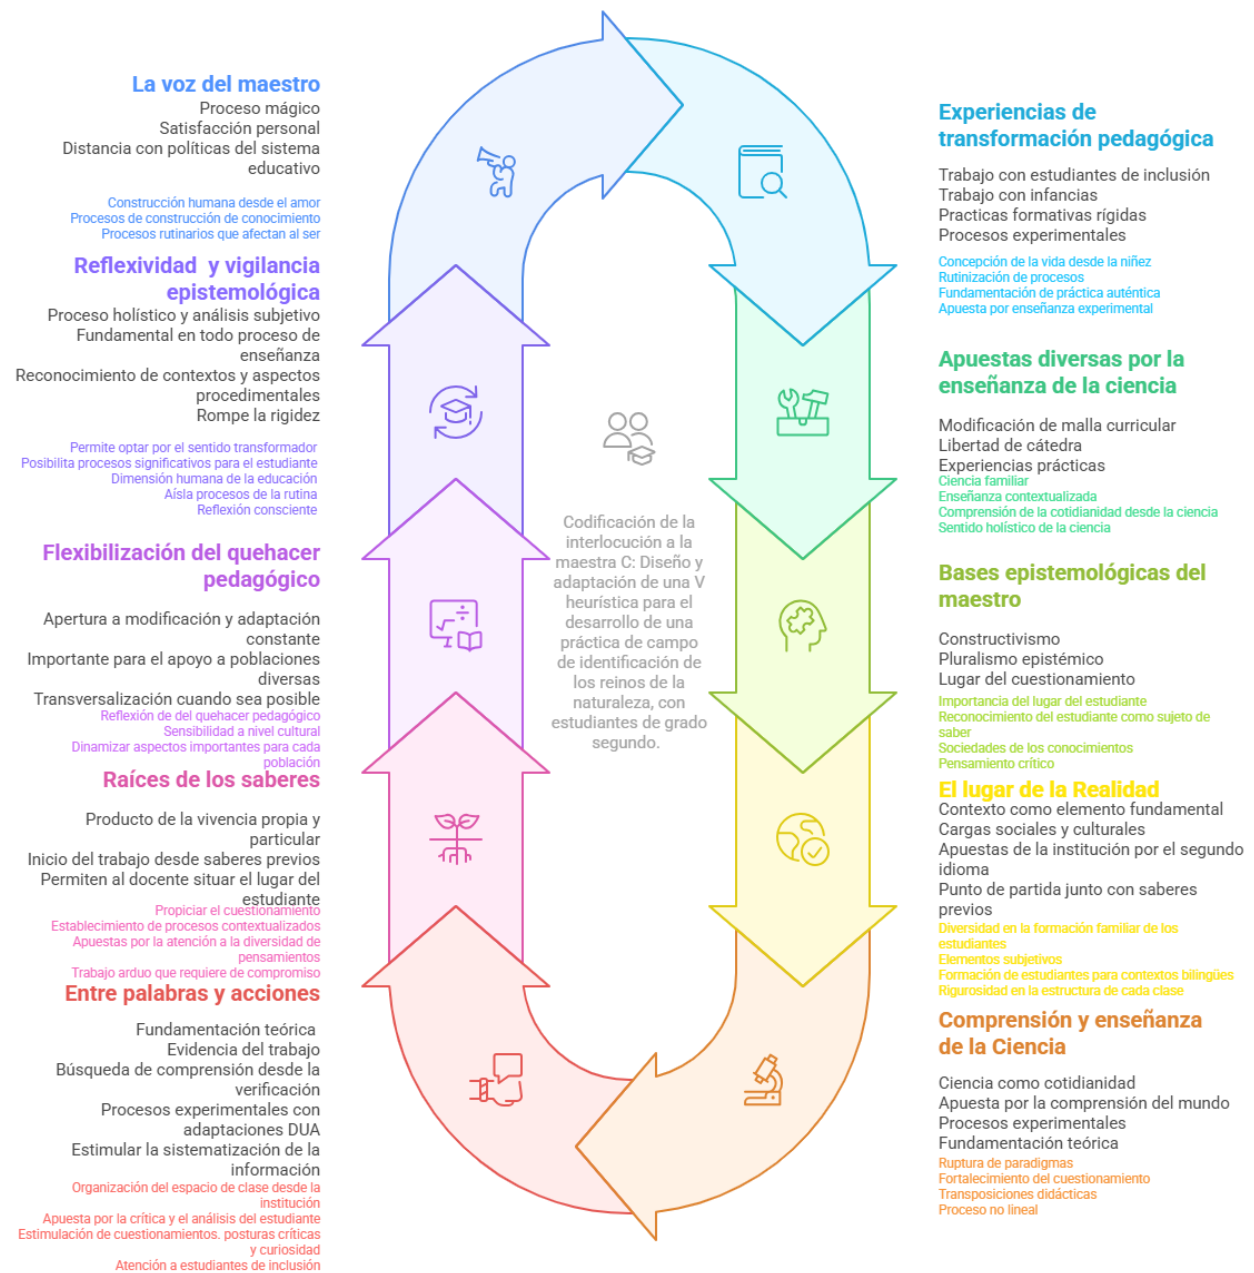 La voz del maestro
Proceso mágico
Satisfacción personal
Distancia con políticas del sistema
educativo
Construcción humana desde el amor
Procesos de construcción de conocimiento
Procesos rutinarios que afectan al ser
Reflexividad  y vigilancia
epistemológica
Proceso holístico y análisis subjetivo
Fundamental en todo proceso de
enseñanza
Reconocimiento de contextos y aspectos
procedimentales
Rompe la rigidez
Permite optar por el sentido transformador
Posibilita procesos significativos para el estudiante
Dimensión humana de la educación
Aísla procesos de la rutina
Reflexión consciente
Flexibilización del quehacer
pedagógico
Apertura a modificación y adaptación
constante
Importante para el apoyo a poblaciones
diversas
Transversalización cuando sea posible
Reflexión de del quehacer pedagógico
Sensibilidad a nivel cultural
Dinamizar aspectos importantes para cada
población
Raíces de los saberes
Producto de la vivencia propia y
particular
Inicio del trabajo desde saberes previos
Permiten al docente situar el lugar del
estudiante
Propiciar el cuestionamiento
Establecimiento de procesos contextualizados
Apuestas por la atención a la diversidad de
pensamientos
Trabajo arduo que requiere de compromiso
Entre palabras y acciones
Fundamentación teórica
Evidencia del trabajo
Búsqueda de comprensión desde la
verificación
Procesos experimentales con
adaptaciones DUA
Estimular la sistematización de la
información
Organización del espacio de clase desde la
institución
Apuesta por la crítica y el análisis del estudiante
Estimulación de cuestionamientos. posturas críticas
y curiosidad
Atención a estudiantes de inclusión
Codificación de la
interlocución a la
maestra C: Diseño y
adaptación de una V
heurística para el
desarrollo de una
práctica de campo
de identificación de
los reinos de la
naturaleza, con
estudiantes de grado
segundo.
Experiencias de
transformación pedagógica
Trabajo con estudiantes de inclusión
Trabajo con infancias
Practicas formativas rígidas
Procesos experimentales
Concepción de la vida desde la niñez
Rutinización de procesos
Fundamentación de práctica auténtica
Apuesta por enseñanza experimental
Apuestas diversas por la
enseñanza de la ciencia
Modificación de malla curricular
Libertad de cátedra
Experiencias prácticas
Ciencia familiar
Enseñanza contextualizada
Comprensión de la cotidianidad desde la ciencia
Sentido holístico de la ciencia
Bases epistemológicas del
maestro
Constructivismo
Pluralismo epistémico
Lugar del cuestionamiento
Importancia del lugar del estudiante
Reconocimiento del estudiante como sujeto de
saber
Sociedades de los conocimientos
Pensamiento crítico
El lugar de la Realidad
Contexto como elemento fundamental
Cargas sociales y culturales
Apuestas de la institución por el segundo
idioma
Punto de partida junto con saberes
previos
Diversidad en la formación familiar de los
estudiantes
Elementos subjetivos
Formación de estudiantes para contextos bilingües
Rigurosidad en la estructura de cada clase
Comprensión y enseñanza
de la Ciencia
Ciencia como cotidianidad
Apuesta por la comprensión del mundo
Procesos experimentales
Fundamentación teórica
Ruptura de paradigmas
Fortalecimiento del cuestionamiento
Transposiciones didácticas
Proceso no lineal